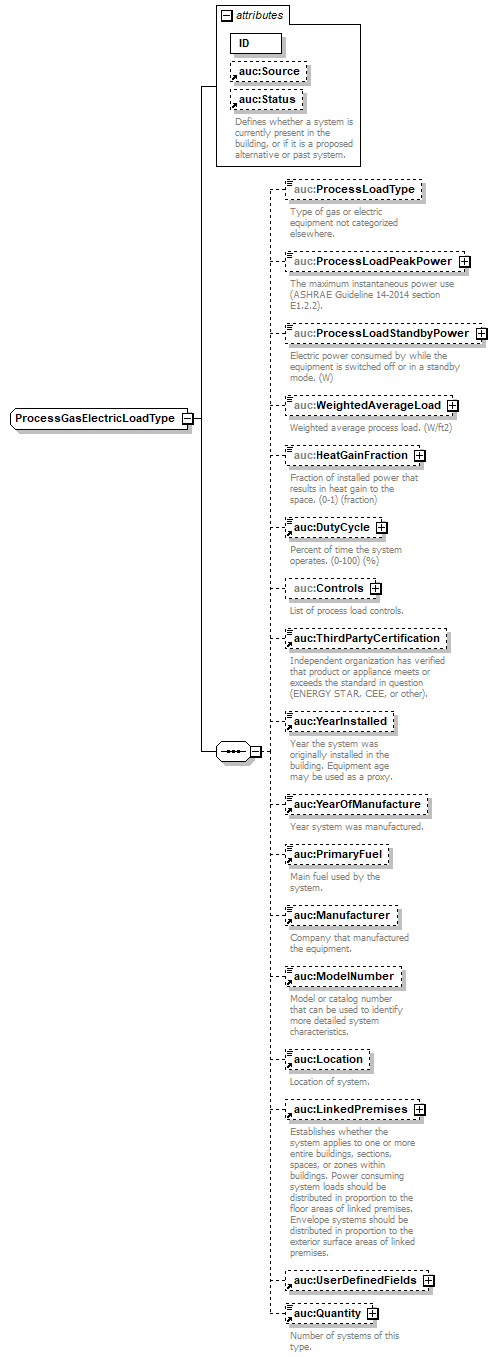 attributes
ID
auc:Source
auc:Status
Defines whether a system is
currently present in the
building, or if it is a proposed
alternative or past system.
auc:ProcessLoadType
Type of gas or electric
equipment not categorized
elsewhere.
auc:ProcessLoadPeakPower
The maximum instantaneous power use
(ASHRAE Guideline 14-2014 section
E1.2.2).
auc:ProcessLoadStandbyPower
Electric power consumed by while the
equipment is switched off or in a standby
mode. (W)
ProcessGasElectricLoadType
auc:WeightedAverageLoad
Weighted average process load. (W/ft2)
auc:HeatGainFraction
Fraction of installed power that
results in heat gain to the
space. (0-1) (fraction)
auc:DutyCycle
Percent of time the system
operates. (0-100) (%)
auc:Controls
List of process load controls.
auc:ThirdPartyCertification
Independent organization has verified
that product or appliance meets or
exceeds the standard in question
(ENERGY STAR, CEE, or other).
auc:YearInstalled
Year the system was
originally installed in the
building. Equipment age
may be used as a proxy.
auc:YearOfManufacture
Year system was manufactured.
auc:PrimaryFuel
Main fuel used by the
system.
auc:Manufacturer
Company that manufactured
the equipment.
auc:ModelNumber
Model or catalog number
that can be used to identify
more detailed system
characteristics.
auc:Location
Location of system.
auc:LinkedPremises
Establishes whether the
system applies to one or more
entire buildings, sections,
spaces, or zones within
buildings. Power consuming
system loads should be
distributed in proportion to the
floor areas of linked premises.
Envelope systems should be
distributed in proportion to the
exterior surface areas of linked
premises.
auc:UserDefinedFields
auc:Quantity
Number of systems of this
type.